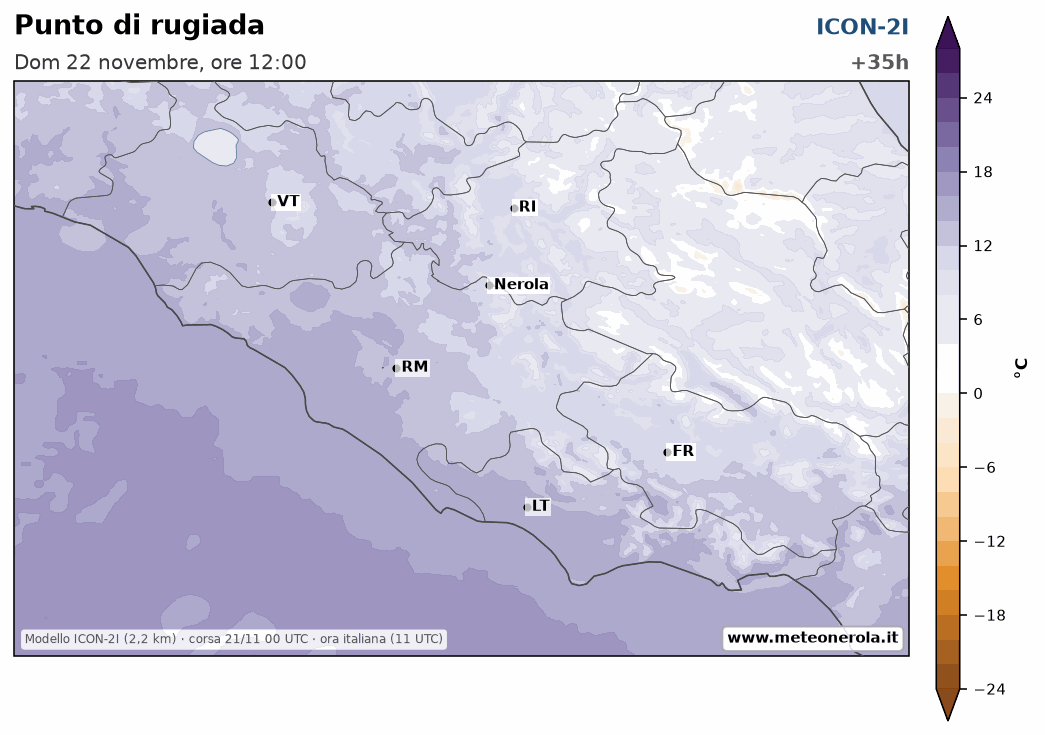 Punto di rugiada
ICON-2I
Dom 22 novembre, ore 12:00
+35h
VT
RI
Nerola
RM
FR
LT
Modello ICON-2I (2,2 km) · corsa 21/11 00 UTC · ora italiana (11 UTC)
www.meteonerola.it
24
18
12
6
0
−6
−12
−18
−24
°C